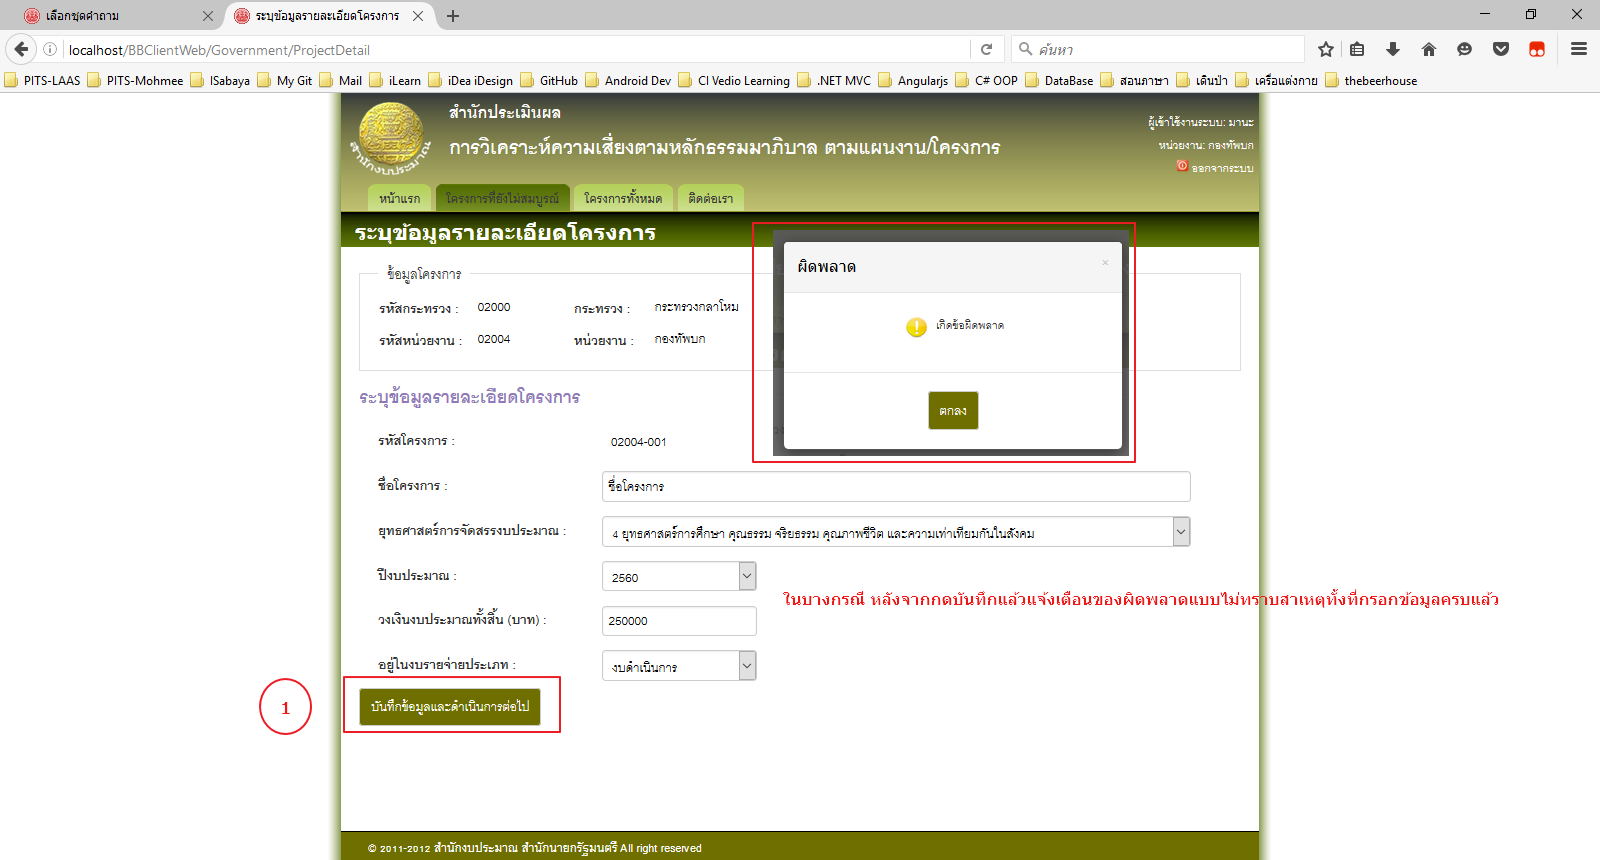 เลือกชุดคำถาม
ระบุข้อมูลรายละเอียดโครงการ
localhost/BBClientWeb/Government/ProjectDetail
ค้นหา
PITS-LAAS PITS-Mohmee ISabaya My Git Mail iLearn iDea iDesign GitHub Android Dev CI Vedio Learning .NET MVC Angularjs C# OOP DataBase สอนภาษา เดินป่า เครื่อแต่งกาย thebeerhouse
สำนักประเมินผล
การวิเคราะห์ความเสี่ยงตามหลักธรรมมาภิบาล ตามแผนงาน/โครงการ
ผู้เข้าใช้งานระบบ: มานะ
หน่วยงาน: กองทัพบก
ออกจากระบบ
สำนักงบประมาณ
หน้าแรก โครงการที่ยังไม่สมบูรณ์ โครงการทั้งหมด ติดต่อเรา
ระบุข้อมูลรายละเอียดโครงการ
ข้อมูลโครงการ
รหัสกระทรวง : 02000 กระทรวง : กระทรวงกลาโหม
รหัสหน่วยงาน : 02004 หน่วยงาน : กองทัพบก
ผิดพลาด ×
เกิดข้อผิดพลาด
ตกลง
ระบุข้อมูลรายละเอียดโครงการ
รหัสโครงการ : 02004-001
ชื่อโครงการ : ชื่อโครงการ
ยุทธศาสตร์การจัดสรรงบประมาณ : 4 ยุทธศาสตร์การศึกษา คุณธรรม จริยธรรม คุณภาพชีวิต และความเท่าเทียมกันในสังคม
ปีงบประมาณ : 2560
ในบางกรณี หลังจากกดบันทึกแล้วแจ้งเตือนของผิดพลาดแบบไม่ทราบสาเหตุทั้งที่กรอกข้อมูลครบแล้ว
วงเงินงบประมาณทั้งสิ้น (บาท) : 250000
อยู่ในงบรายจ่ายประเภท : งบดำเนินการ
1
บันทึกข้อมูลและดำเนินการต่อไป
© 2011-2012 สำนักงบประมาณ สำนักนายกรัฐมนตรี All right reserved